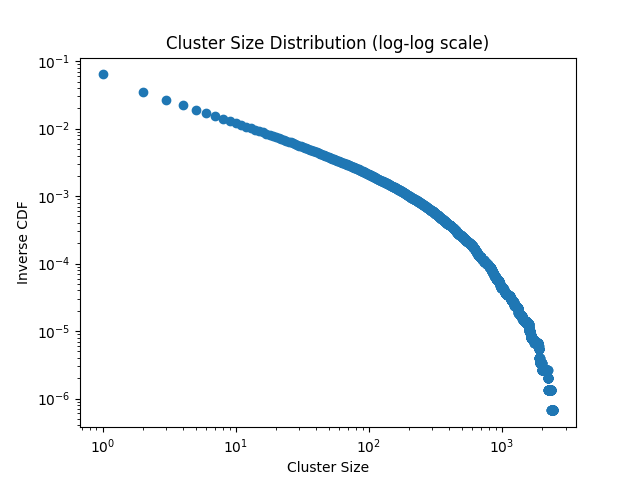 Cluster Size Distribution (log-log scale)
Inverse CDF
10⁻¹
10⁻²
10⁻³
10⁻⁴
10⁻⁵
10⁻⁶
10⁰ 10¹ 10² 10³
Cluster Size